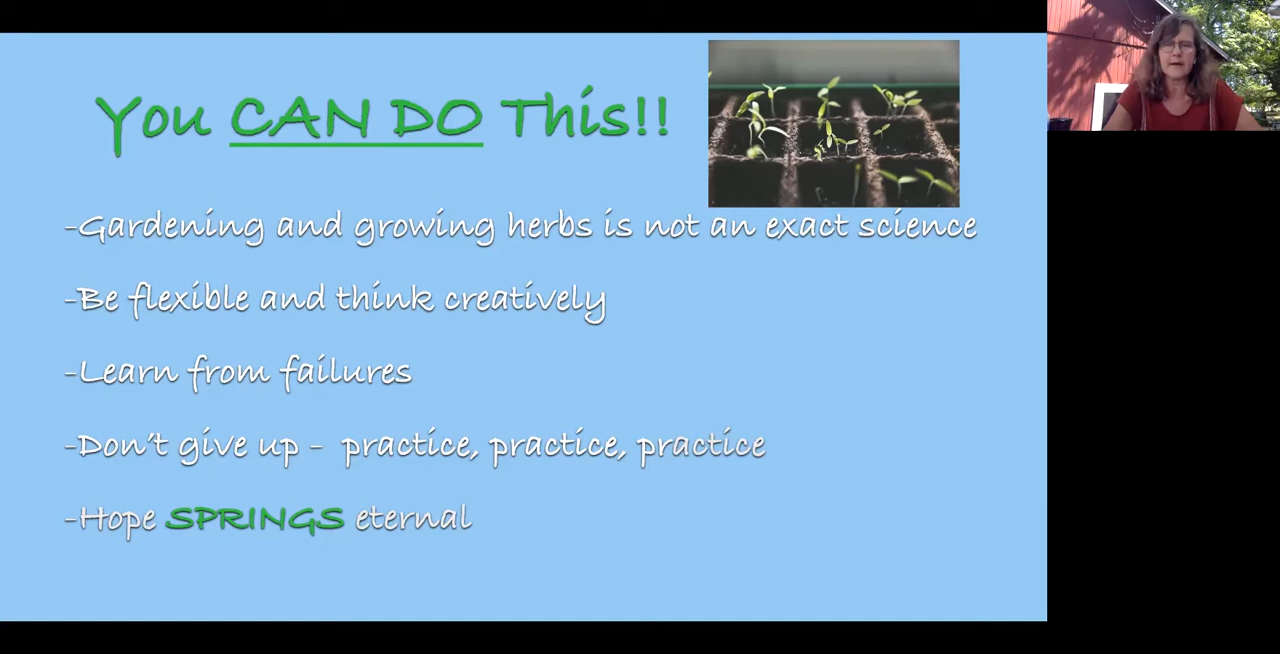 You CAN DO This!!
-Gardening and growing herbs is not an exact science
-Be flexible and think creatively
-Learn from failures
-Don't give up - practice, practice, practice
-Hope SPRINGS eternal